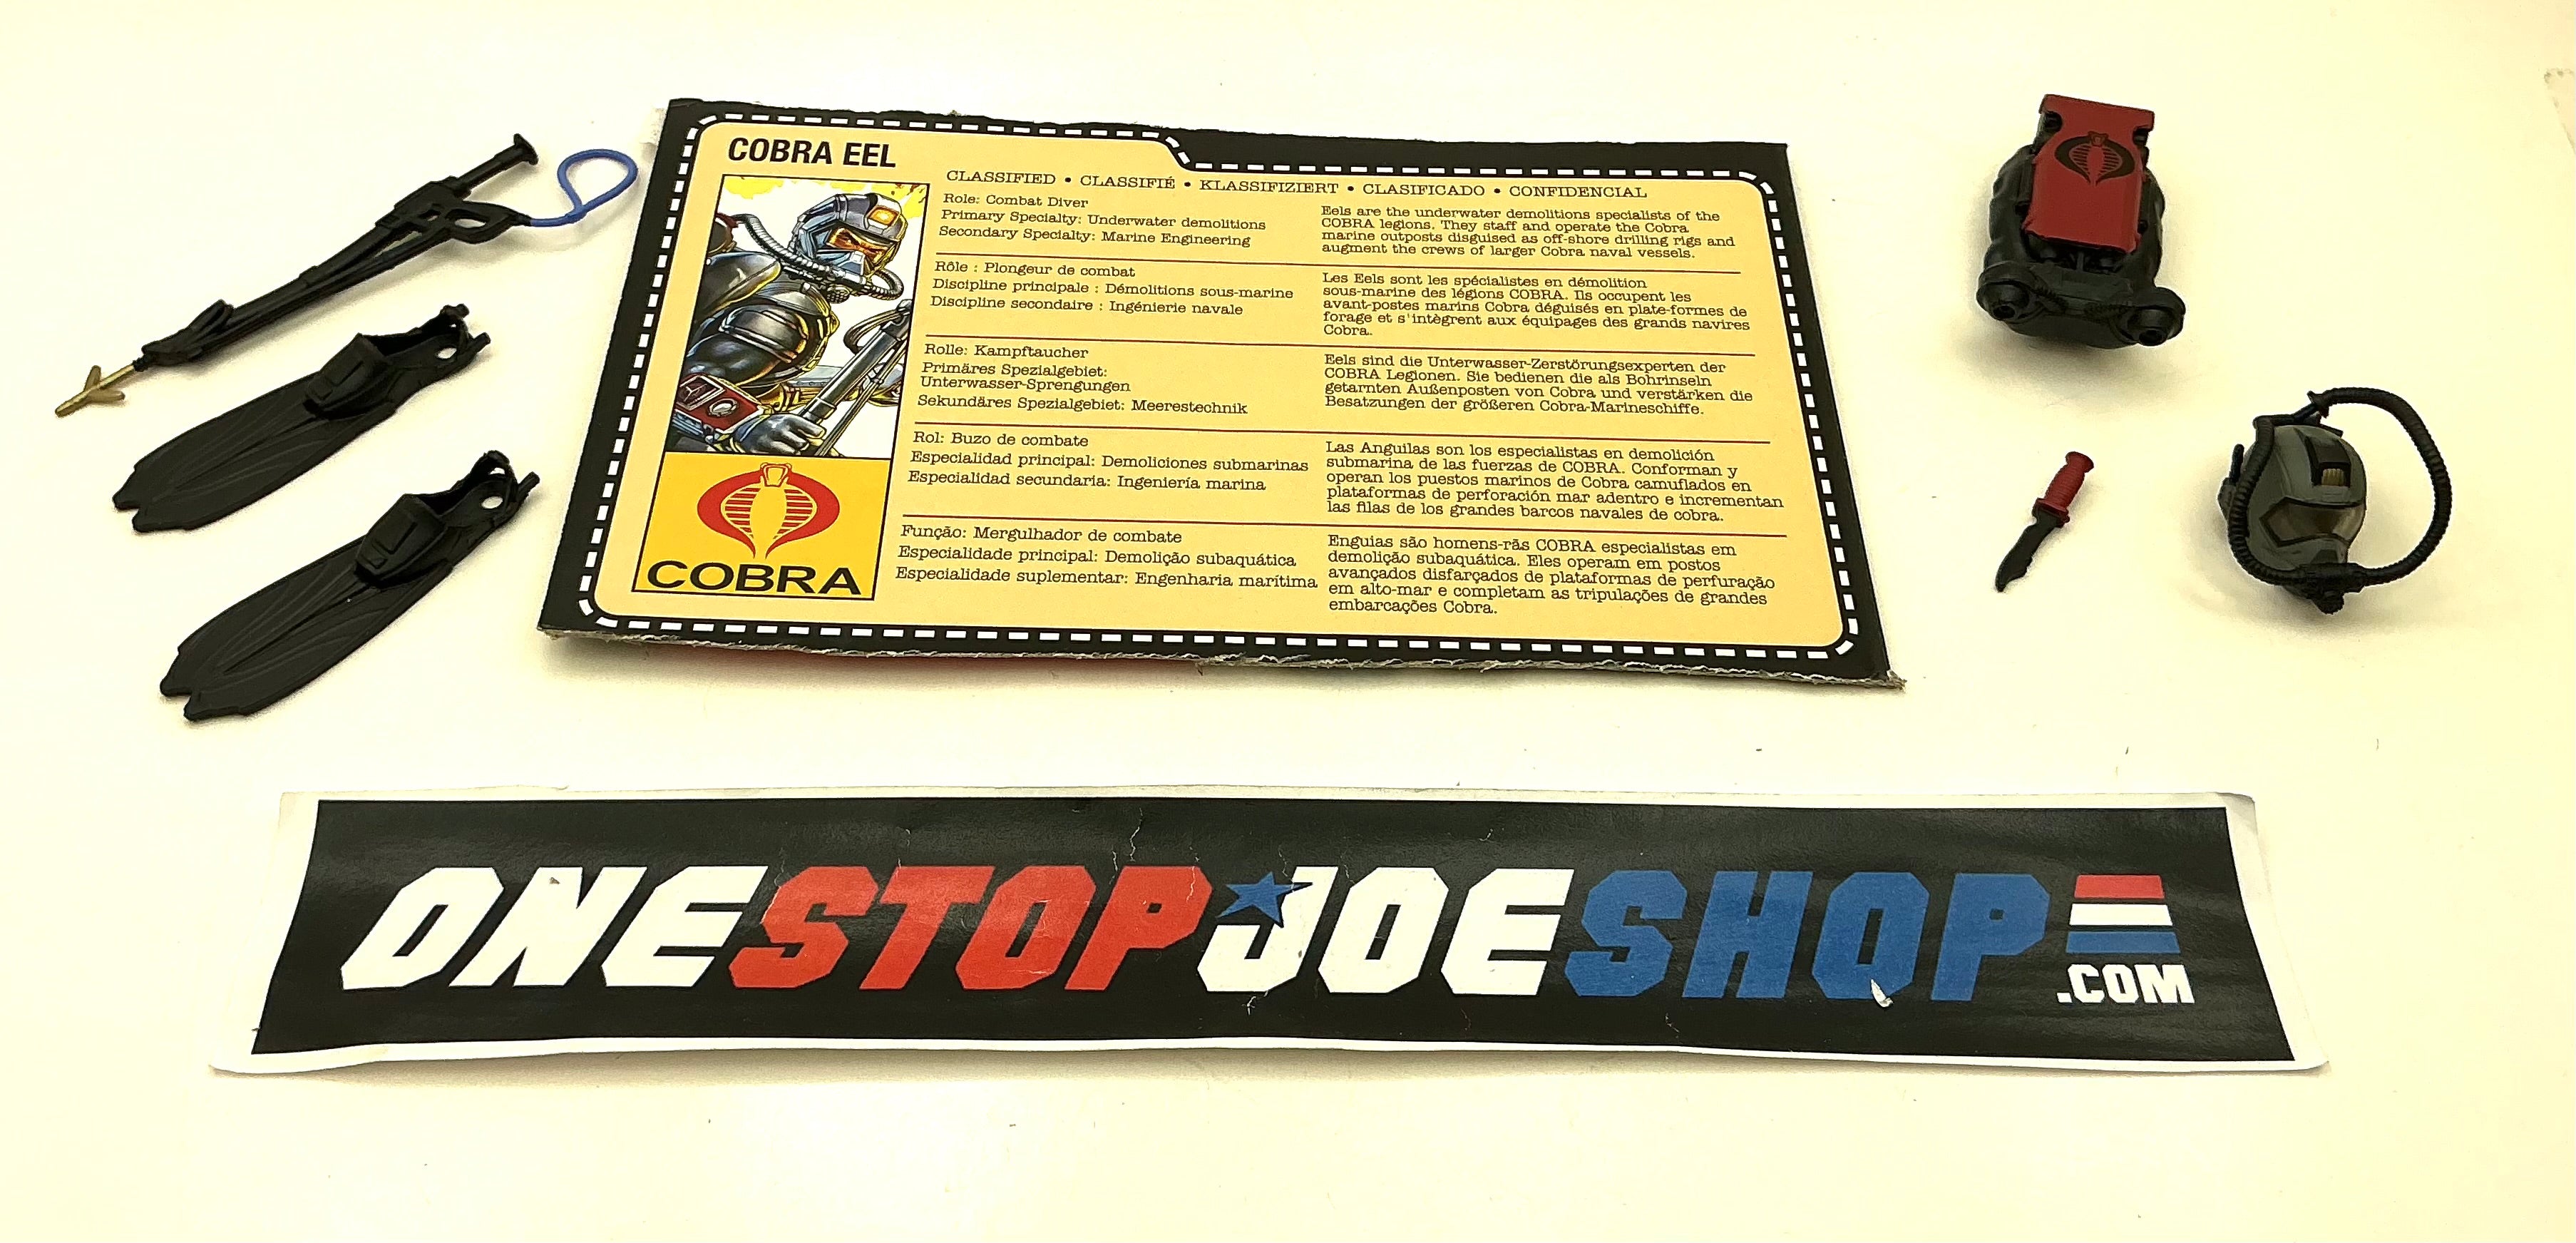 COBRA EEL
CLASSIFIED • CLASSIFIÉ • KLASSIFIZIERT • CLASIFICADO • CONFIDENCIAL
Role: Combat Diver
Primary Specialty: Underwater demolitions
Secondary Specialty: Marine Engineering
Eels are the underwater demolitions specialists of the
COBRA legions. They staff and operate the Cobra
marine outposts disguised as off-shore drilling rigs and
augment the crews of larger Cobra naval vessels.
Rôle : Plongeur de combat
Discipline principale : Démolitions sous-marine
Discipline secondaire : Ingénierie navale
Les Eels sont les spécialistes en démolition
sous-marine des légions COBRA. Ils occupent les
avant-postes marins Cobra déguisés en plate-formes de
forage et s'intègrent aux équipages des grands navires
Cobra.
Rolle: Kampftaucher
Primäres Spezialgebiet:
Unterwasser-Sprengungen
Sekundäres Spezialgebiet: Meerestechnik
Eels sind die Unterwasser-Zerstörungsexperten der
COBRA Legionen. Sie bedienen die als Bohrinseln
getarnten Außenposten von Cobra und verstärken die
Besatzungen der größeren Cobra-Marineschiffe.
Rol: Buzo de combate
Especialidad principal: Demoliciones submarinas
Especialidad secundaria: Ingeniería marina
Las Anguilas son los especialistas en demolición
submarina de las fuerzas de COBRA. Conforman y
operan los puestos marinos de Cobra camuflados en
plataformas de perforación mar adentro e incrementan
las filas de los grandes barcos navales de cobra.
Função: Mergulhador de combate
Especialidade principal: Demolição subaquática
Especialidade suplementar: Engenharia marítima
Enguias são homens-rãs COBRA especialistas em
demolição subaquática. Eles operam em postos
avançados disfarçados de plataformas de perfuração
em alto-mar e completam as tripulações de grandes
embarcações Cobra.
COBRA
ONESTOPJOESHOP
.COM